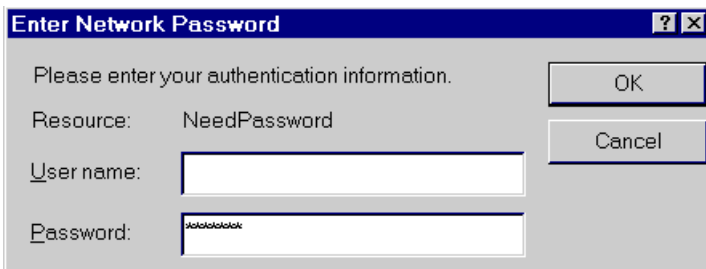 Enter Network Password
Please enter your authentication information.
OK
Resource: NeedPassword
Cancel
User name:
Password: ********